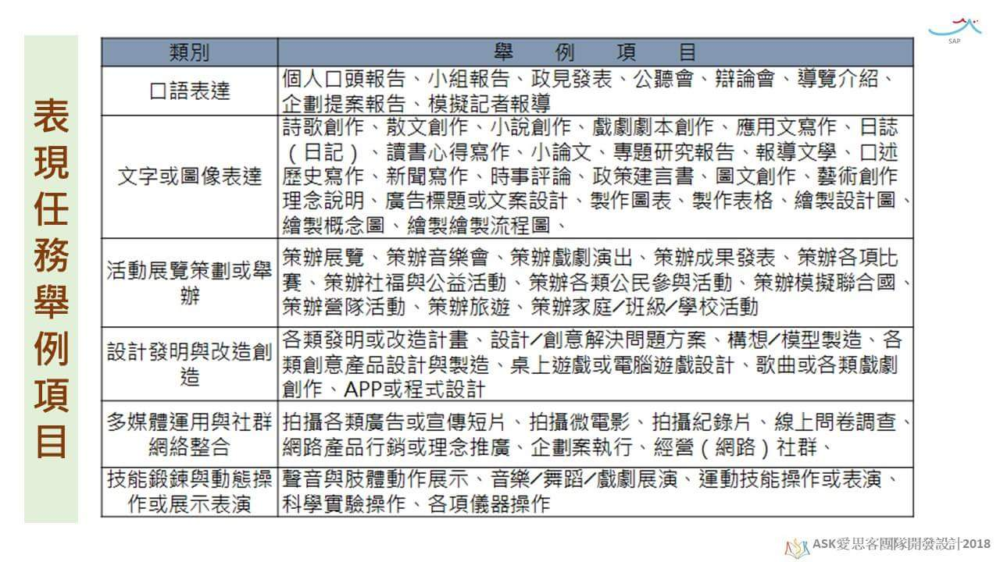 SAP
表現任務舉例項目
類別 舉例項目
口語表達
個人口頭報告、小組報告、政見發表、公聽會、辯論會、導覽介紹、
企劃提案報告、模擬記者報導
文字或圖像表達
詩歌創作、散文創作、小說創作、戲劇劇本創作、應用文寫作、日誌
（日記）、讀書心得寫作、小論文、專題研究報告、報導文學、口述
歷史寫作、新聞寫作、時事評論、政策建言書、圖文創作、藝術創作
理念說明、廣告標題或文案設計、製作圖表、製作表格、繪製設計圖、
繪製概念圖、繪製繪製流程圖、
活動展覽策劃或舉
辦
策辦展覽、策辦音樂會、策辦戲劇演出、策辦成果發表、策辦各項比
賽、策辦社福與公益活動、策辦各類公民參與活動、策辦模擬聯合國、
策辦營隊活動、策辦旅遊、策辦家庭/班級/學校活動
設計發明與改造創
造
各類發明或改造計畫、設計/創意解決問題方案、構想/模型製造、各
類創意產品設計與製造、桌上遊戲或電腦遊戲設計、歌曲或各類戲劇
創作、APP或程式設計
多媒體運用與社群
網絡整合
拍攝各類廣告或宣傳短片、拍攝微電影、拍攝紀錄片、線上問卷調查、
網路產品行銷或理念推廣、企劃案執行、經營（網路）社群、
技能鍛鍊與動態操
作或展示表演
聲音與肢體動作展示、音樂/舞蹈/戲劇展演、運動技能操作或表演、
科學實驗操作、各項儀器操作
ASK愛思客團隊開發設計2018